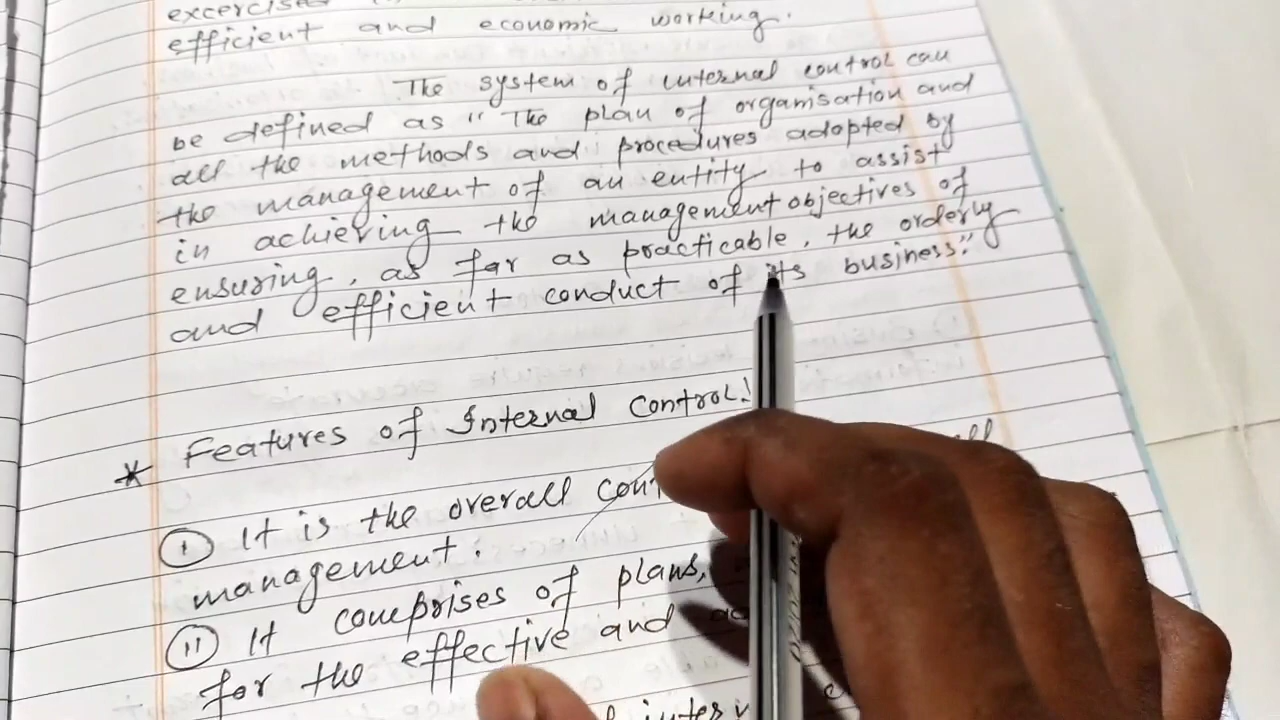 efficient and economic working.
The system of internal control can
be defined as "The plan of organisation and
all the methods and procedures adopted by
the management of an entity to assist
in achieving the management objectives of
ensuring, as far as practicable, the orderly
and efficient conduct of its business."
* Features of Internal Control:
(i) It is the overall
management.
(ii) It comprises of plans,
for the effective and